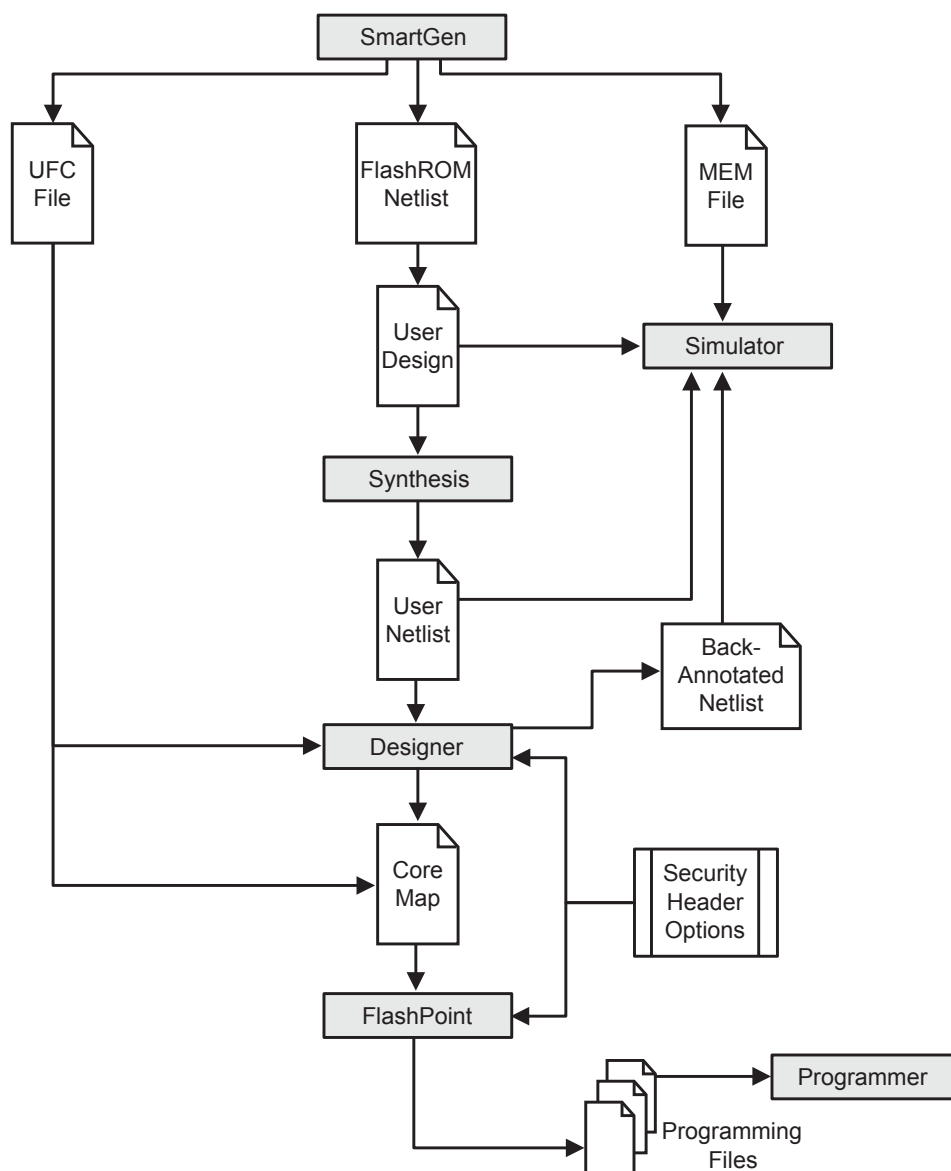 SmartGen
UFC
File
FlashROM
Netlist
MEM
File
User
Design
Simulator
Synthesis
User
Netlist
Back-
Annotated
Netlist
Designer
Core
Map
Security
Header
Options
FlashPoint
Programmer
Programming
Files